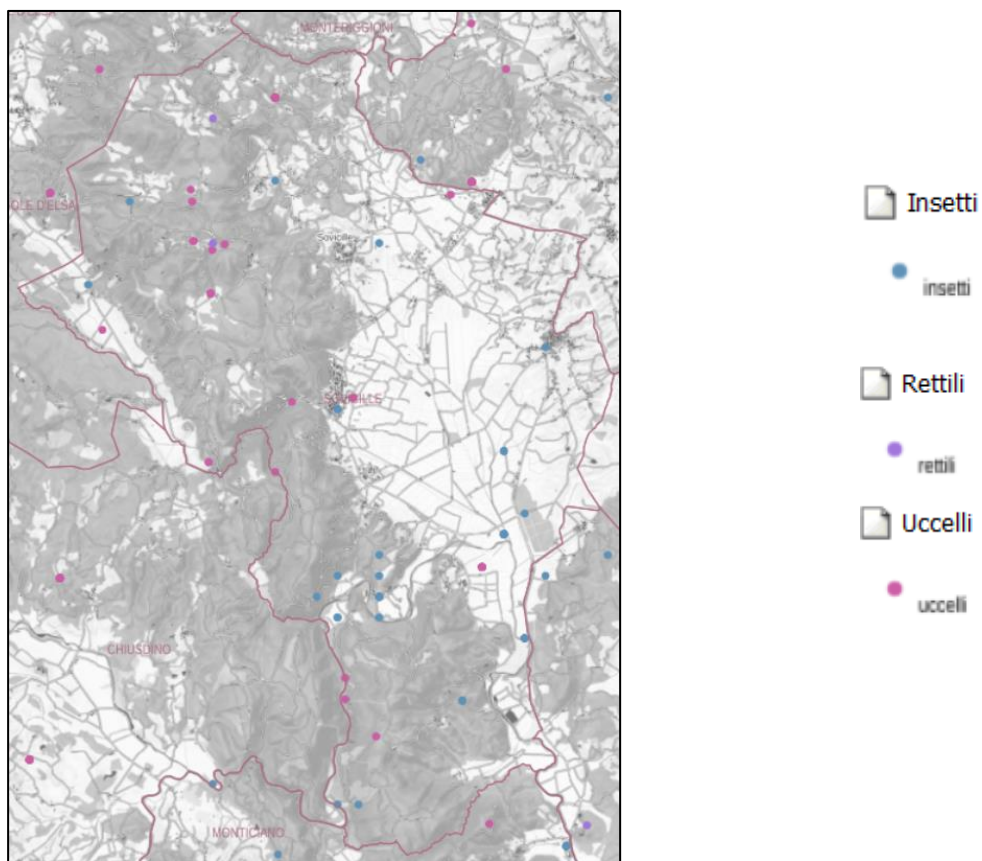 MONTERIGGIONI
OLE D'ELSA
Sovicille
SOVICILLE
CHIUSDINO
MONTICIANO
Insetti
insetti
Rettili
rettili
Uccelli
uccelli